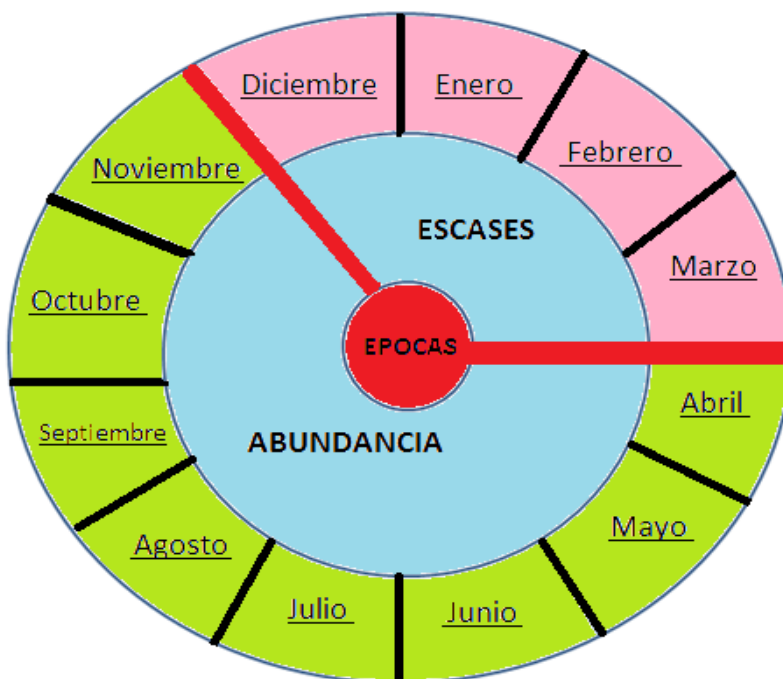 Diciembre
Enero
Noviembre
Febrero
ESCASES
Marzo
Octubre
EPOCAS
Abril
Septiembre
ABUNDANCIA
Mayo
Agosto
Julio
Junio